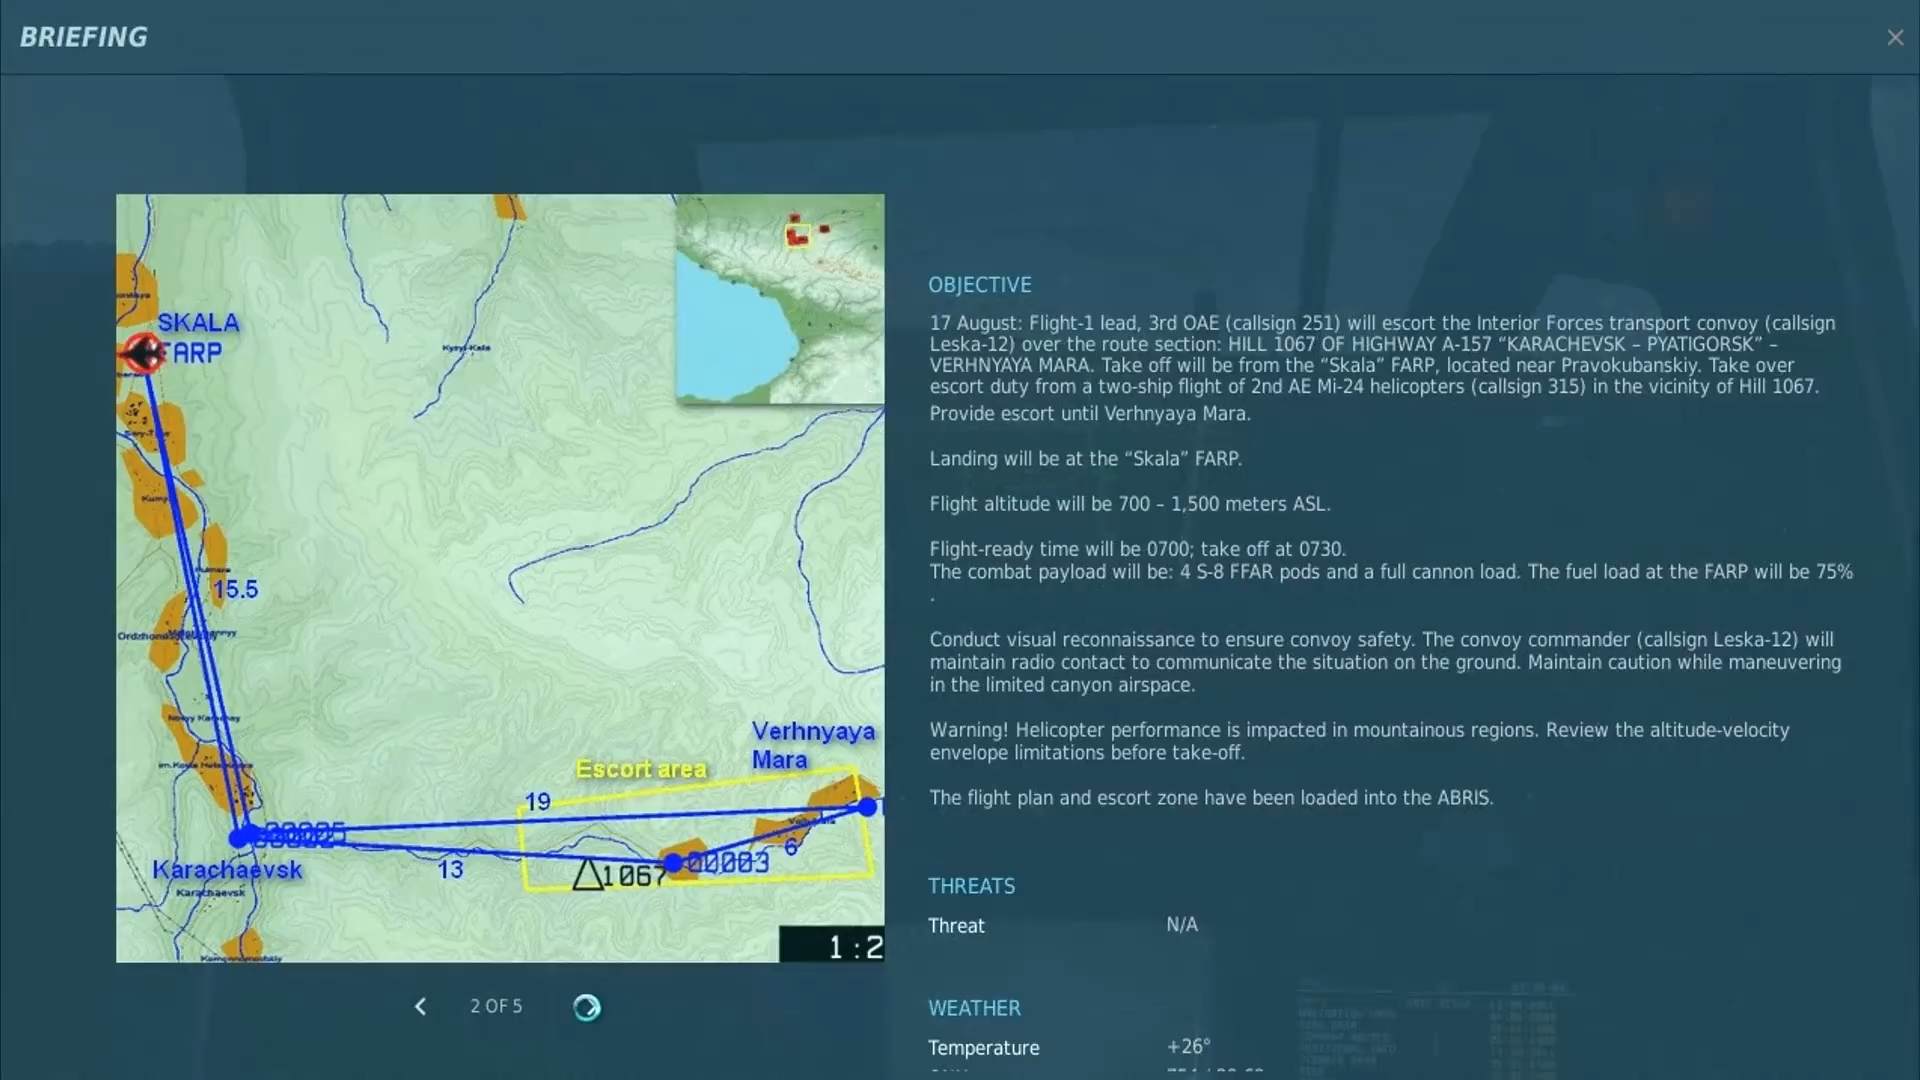 BRIEFING
SKALA
FARP
Kyzyl-Kala
15.5
Verhnyaya
Mara
Escort area
19
13
6
1067
00003
Karachaevsk
Karachaevsk
1:2
2 OF 5
OBJECTIVE
17 August: Flight-1 lead, 3rd OAE (callsign 251) will escort the Interior Forces transport convoy (callsign
Leska-12) over the route section: HILL 1067 OF HIGHWAY A-157 “KARACHEVSK – PYATIGORSK” –
VERHNYAYA MARA. Take off will be from the “Skala” FARP, located near Pravokubanskiy. Take over
escort duty from a two-ship flight of 2nd AE Mi-24 helicopters (callsign 315) in the vicinity of Hill 1067.
Provide escort until Verhnyaya Mara.
Landing will be at the “Skala” FARP.
Flight altitude will be 700 – 1,500 meters ASL.
Flight-ready time will be 0700; take off at 0730.
The combat payload will be: 4 S-8 FFAR pods and a full cannon load. The fuel load at the FARP will be 75%
.
Conduct visual reconnaissance to ensure convoy safety. The convoy commander (callsign Leska-12) will
maintain radio contact to communicate the situation on the ground. Maintain caution while maneuvering
in the limited canyon airspace.
Warning! Helicopter performance is impacted in mountainous regions. Review the altitude-velocity
envelope limitations before take-off.
The flight plan and escort zone have been loaded into the ABRIS.
THREATS
Threat N/A
WEATHER
Temperature +26°